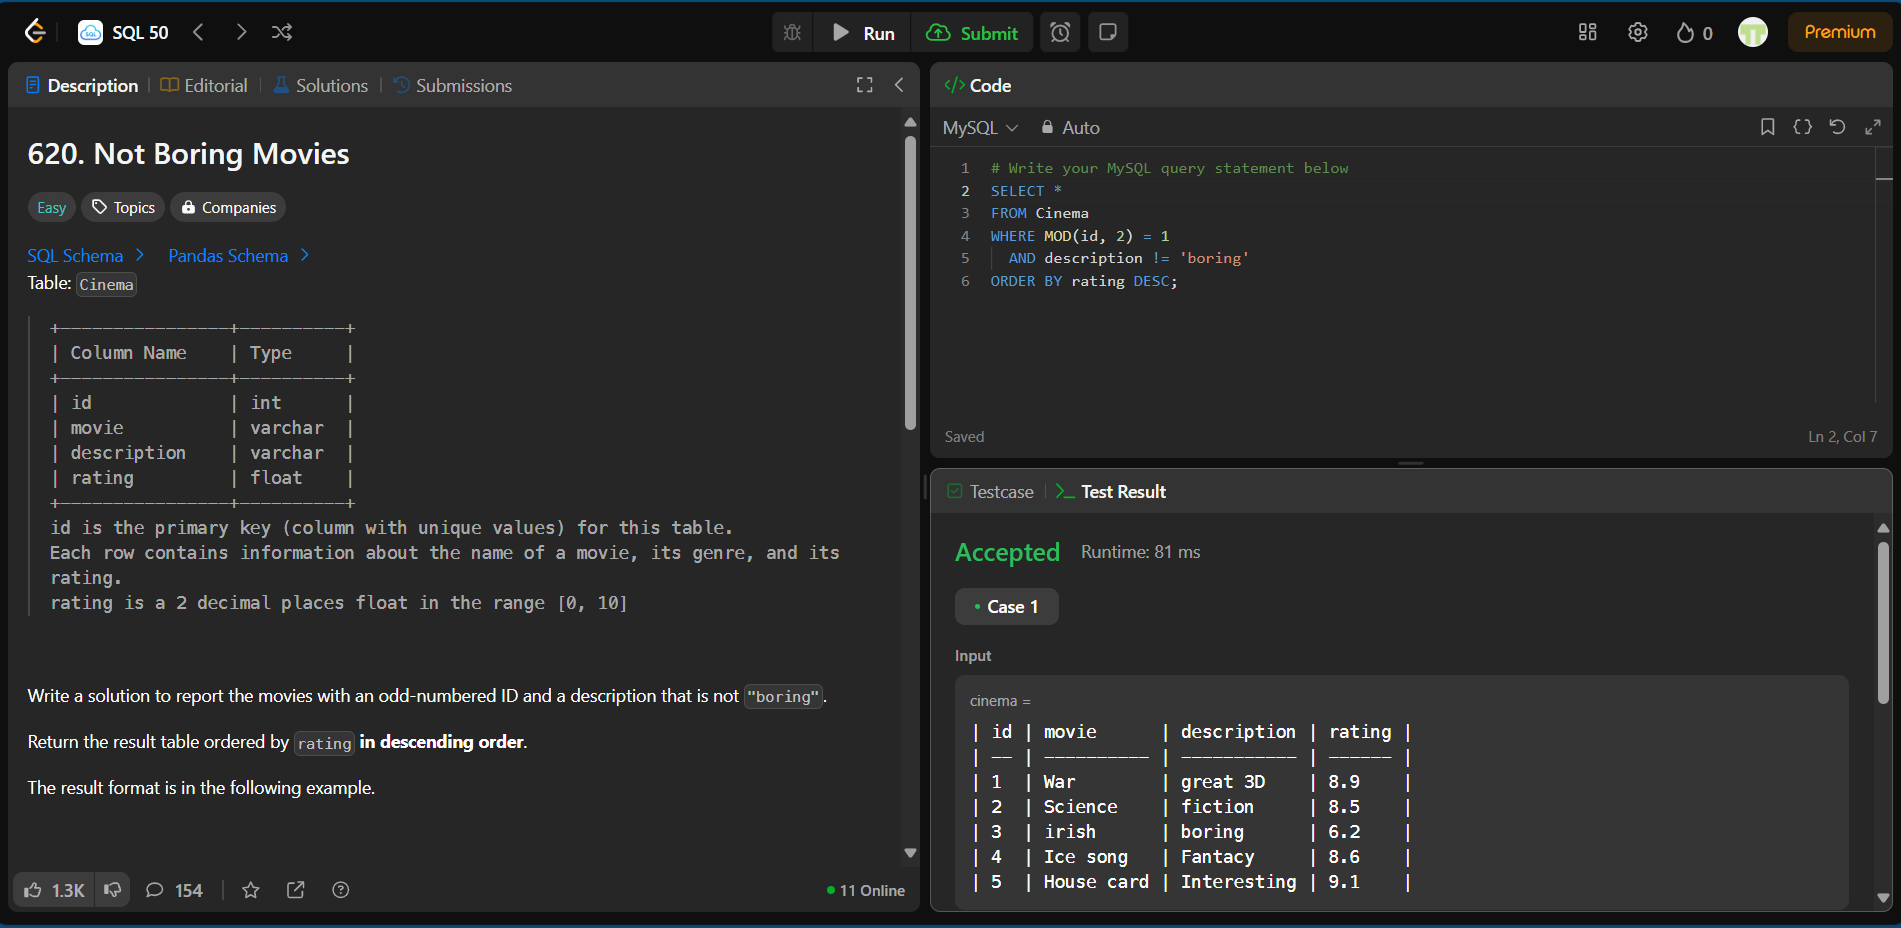 SQL 50
Run
Submit
0
Premium
Description | Editorial | Solutions | Submissions
620. Not Boring Movies
Easy
Topics
Companies
SQL Schema
Pandas Schema
Table: Cinema
+----------------+----------+
| Column Name    | Type     |
+----------------+----------+
| id             | int      |
| movie          | varchar  |
| description    | varchar  |
| rating         | float    |
+----------------+----------+
id is the primary key (column with unique values) for this table.
Each row contains information about the name of a movie, its genre, and its
rating.
rating is a 2 decimal places float in the range [0, 10]
Write a solution to report the movies with an odd-numbered ID and a description that is not "boring".
Return the result table ordered by rating in descending order.
The result format is in the following example.
1.3K
154
11 Online
</> Code
MySQL
Auto
1 # Write your MySQL query statement below
2 SELECT *
3 FROM Cinema
4 WHERE MOD(id, 2) = 1
5   AND description != 'boring'
6 ORDER BY rating DESC;
Saved
Ln 2, Col 7
Testcase | >_ Test Result
Accepted
Runtime: 81 ms
• Case 1
Input
cinema =
| id | movie      | description | rating |
| -- | ---------- | ----------- | ------ |
| 1  | War        | great 3D    | 8.9    |
| 2  | Science    | fiction     | 8.5    |
| 3  | irish      | boring      | 6.2    |
| 4  | Ice song   | Fantacy     | 8.6    |
| 5  | House card | Interesting | 9.1    |